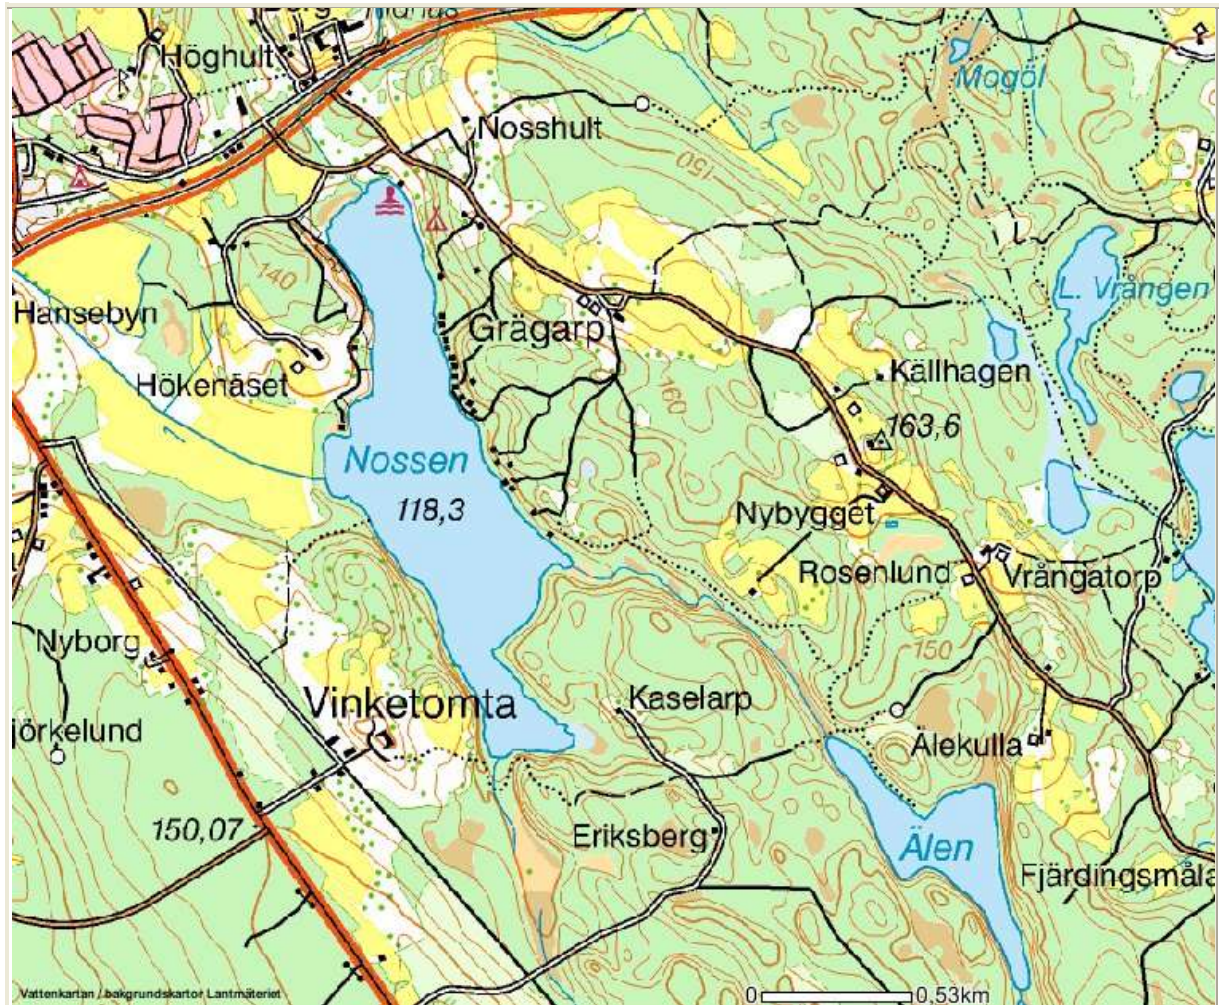 Höghult
Mogöl
Nosshult
150
140
L. Vrången
Hansebyn
Grägarp
Källhagen
Hökenäset
160
163,6
Nossen
118,3
Nybygget
Rosenlund
Vrångatorp
Nyborg
150
Vinketomta
Kaselarp
jörkelund
Älekulla
150,07
Eriksberg
Älen
Fjärdingsmåla
Vattenkartan / bakgrundskartor Lantmäteriet
0 0,53km